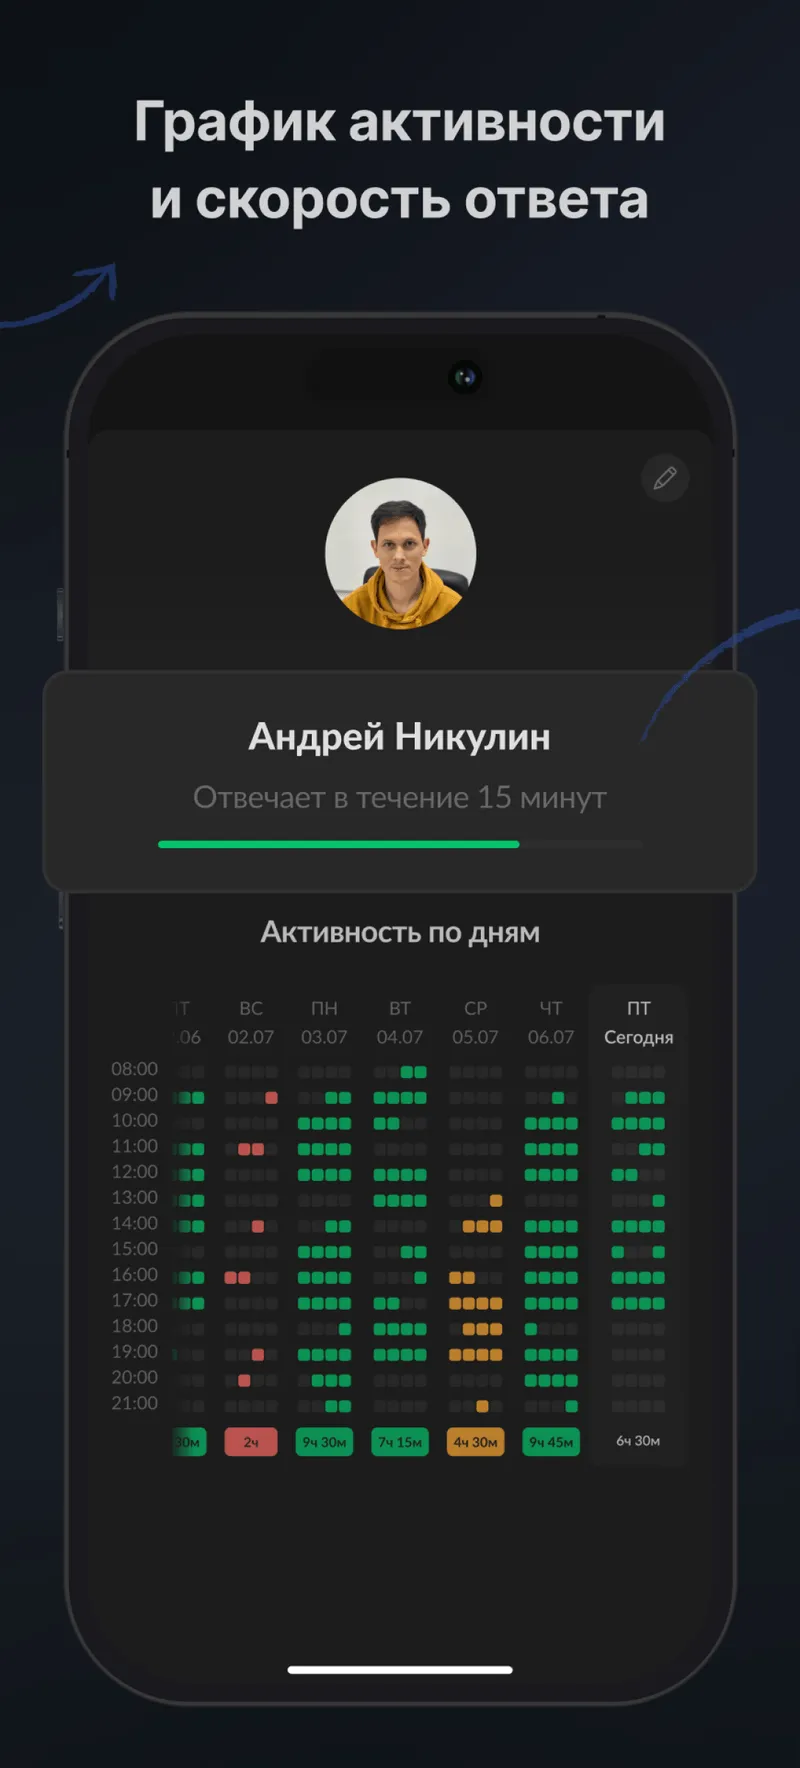 График активности
и скорость ответа
Андрей Никулин
Отвечает в течение 15 минут
Активность по дням
ВС ПН ВТ СР ЧТ ПТ
.06 02.07 03.07 04.07 05.07 06.07 Сегодня
08:00
09:00
10:00
11:00
12:00
13:00
14:00
15:00
16:00
17:00
18:00
19:00
20:00
21:00
30м 2ч 9ч 30м 7ч 15м 4ч 30м 9ч 45м 6ч 30м